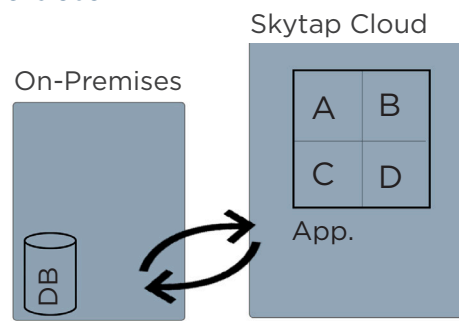 Skytap Cloud
On-Premises
A B
C D
App.
DB